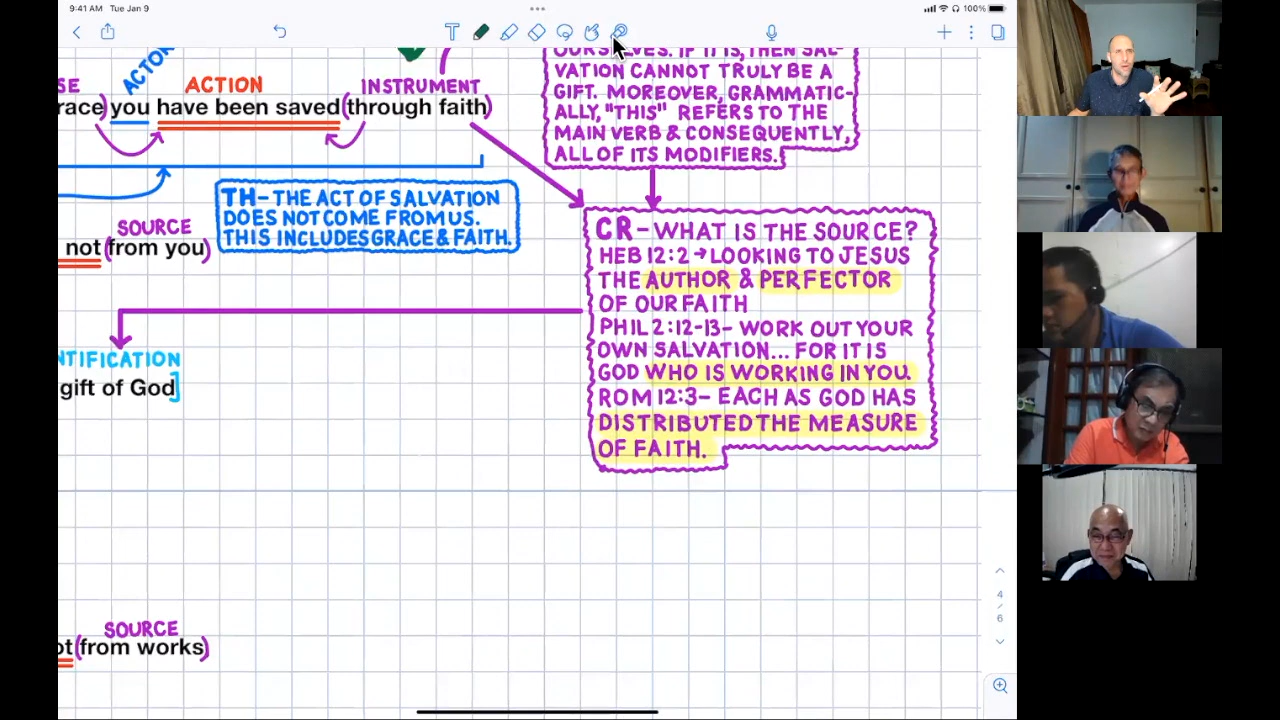 9:41 AM Tue Jan 9
100%
OURSELVES. IF IT IS, THEN SAL-
VATION CANNOT TRULY BE A
GIFT. MOREOVER, GRAMMATIC-
ALLY, "THIS" REFERS TO THE
MAIN VERB & CONSEQUENTLY,
ALL OF ITS MODIFIERS.
SE ACTOR ACTION INSTRUMENT
race) you have been saved (through faith)
TH- THE ACT OF SALVATION
DOES NOT COME FROM US.
THIS INCLUDES GRACE & FAITH.
SOURCE
not (from you)
CR- WHAT IS THE SOURCE?
HEB 12:2 → LOOKING TO JESUS
THE AUTHOR & PERFECTOR
OF OUR FAITH
PHIL 2:12-13- WORK OUT YOUR
OWN SALVATION... FOR IT IS
GOD WHO IS WORKING IN YOU.
ROM 12:3- EACH AS GOD HAS
DISTRIBUTED THE MEASURE
OF FAITH.
NTIFICATION
gift of God]
SOURCE
ot (from works)
4
/
6